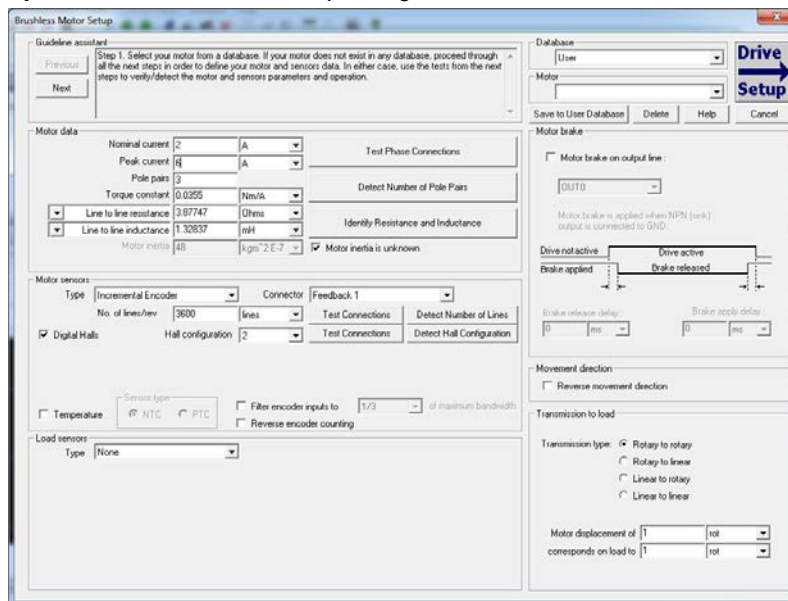 Brushless Motor Setup
Guideline assistant
Previous
Next
Step 1. Select your motor from a database. If your motor does not exist in any database, proceed through
all the next steps in order to define your motor and sensors data. In either case, use the tests from the next
steps to verify/detect the motor and sensors parameters and operation.
Database
User
Motor
Drive
Setup
Save to User Database
Delete
Help
Cancel
Motor data
Nominal current 2 A
Peak current 6 A
Pole pairs 3
Torque constant 0.0355 Nm/A
Line to line resistance 3.87747 Ohms
Line to line inductance 1.32837 mH
Motor inertia 48 kgm^2 E-7
Motor inertia is unknown
Test Phase Connections
Detect Number of Pole Pairs
Identify Resistance and Inductance
Motor brake
Motor brake on output line :
OUT0
Motor brake is applied when NPN (sink)
output is connected to GND.
Drive not active
Drive active
Brake applied
Brake released
Brake release delay :
0 ms
Brake apply delay :
0 ms
Motor sensors
Type Incremental Encoder
Connector Feedback 1
No. of lines/rev 3600 lines
Test Connections
Detect Number of Lines
Digital Halls
Hall configuration 2
Test Connections
Detect Hall Configuration
Temperature
Sensor type
NTC
PTC
Filter encoder inputs to 1/3 of maximum bandwidth
Reverse encoder counting
Movement direction
Reverse movement direction
Load sensors
Type None
Transmission to load
Transmission type:
Rotary to rotary
Rotary to linear
Linear to rotary
Linear to linear
Motor displacement of 1 rot
corresponds on load to 1 rot